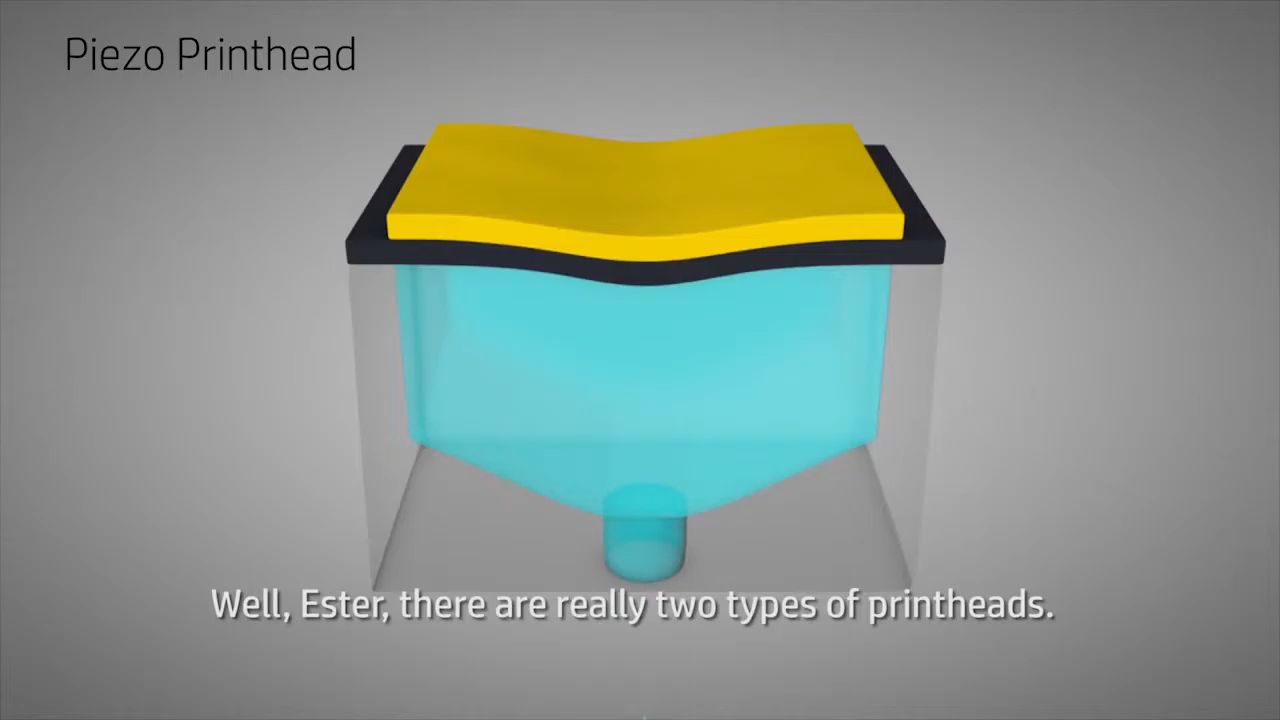 Piezo Printhead
Well, Ester, there are really two types of printheads.